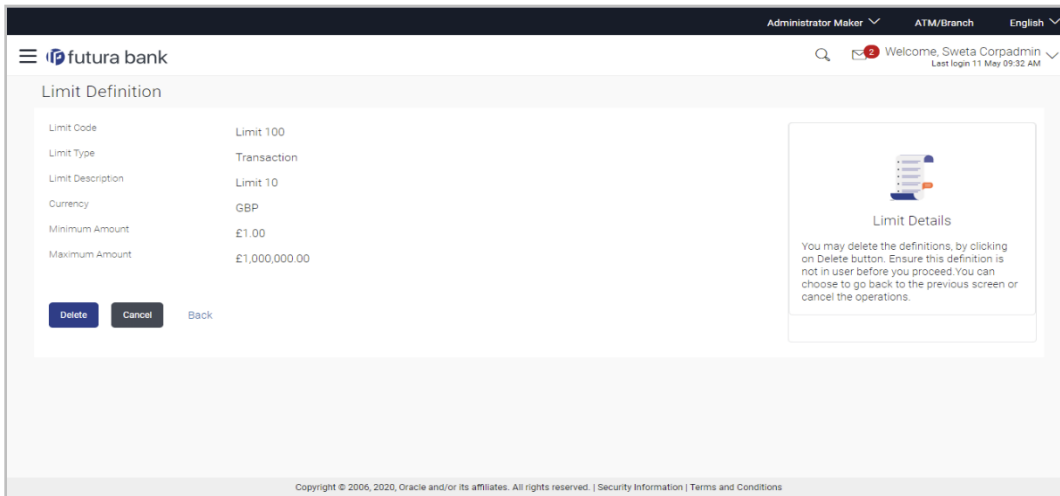 Administrator Maker ATM/Branch English
futura bank
2 Welcome, Sweta Corpadmin
Last login 11 May 09:32 AM
Limit Definition
Limit Code Limit 100
Limit Type Transaction
Limit Description Limit 10
Currency GBP
Minimum Amount £1.00
Maximum Amount £1,000,000.00
Delete Cancel Back
Limit Details
You may delete the definitions, by clicking
on Delete button. Ensure this definition is
not in user before you proceed.You can
choose to go back to the previous screen or
cancel the operations.
Copyright © 2006, 2020, Oracle and/or its affiliates. All rights reserved. | Security Information | Terms and Conditions